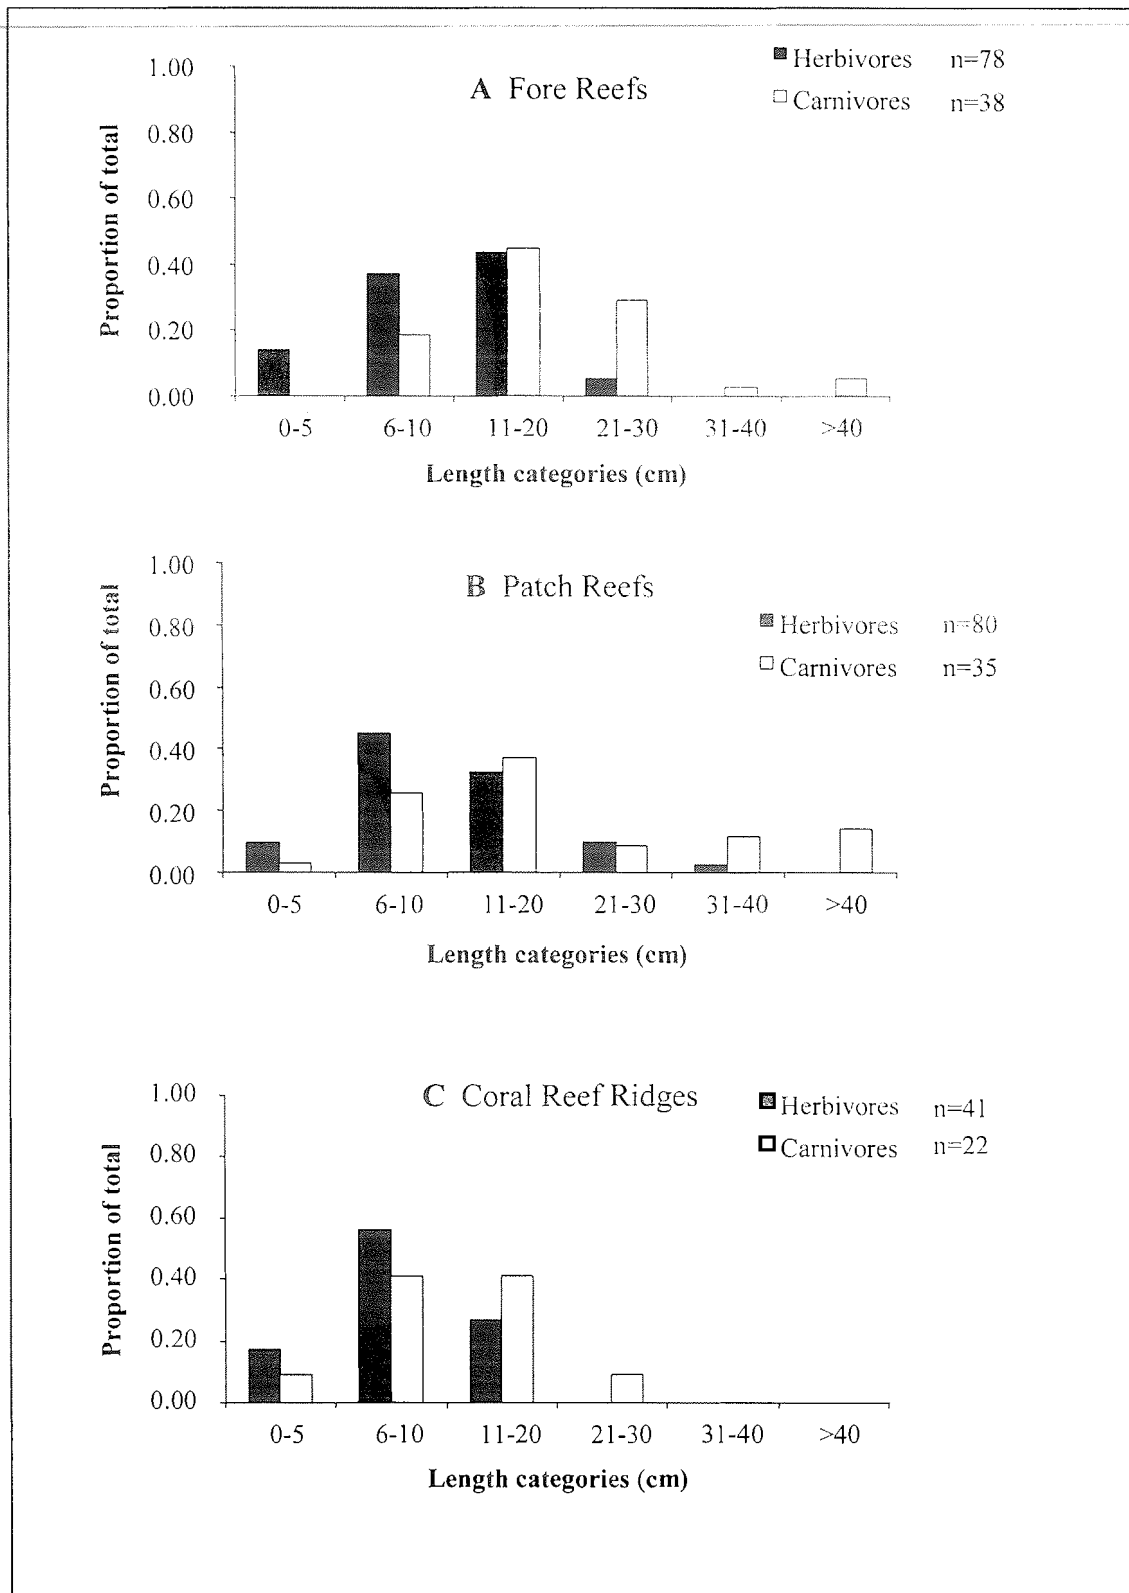 A Fore Reefs
Herbivores n=78
Carnivores n=38
Proportion of total
1.00
0.80
0.60
0.40
0.20
0.00
0-5 6-10 11-20 21-30 31-40 >40
Length categories (cm)
B Patch Reefs
Herbivores n=80
Carnivores n=35
Proportion of total
1.00
0.80
0.60
0.40
0.20
0.00
0-5 6-10 11-20 21-30 31-40 >40
Length categories (cm)
C Coral Reef Ridges
Herbivores n=41
Carnivores n=22
Proportion of total
1.00
0.80
0.60
0.40
0.20
0.00
0-5 6-10 11-20 21-30 31-40 >40
Length categories (cm)